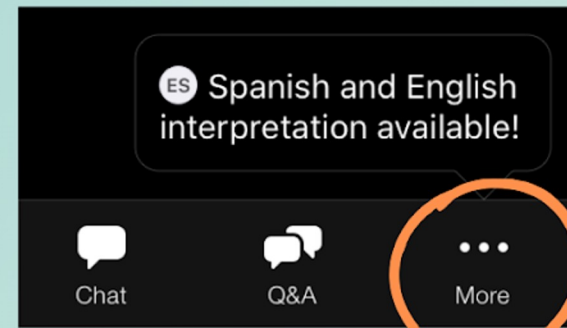 ES Spanish and English
interpretation available!
Chat
Q&A
More